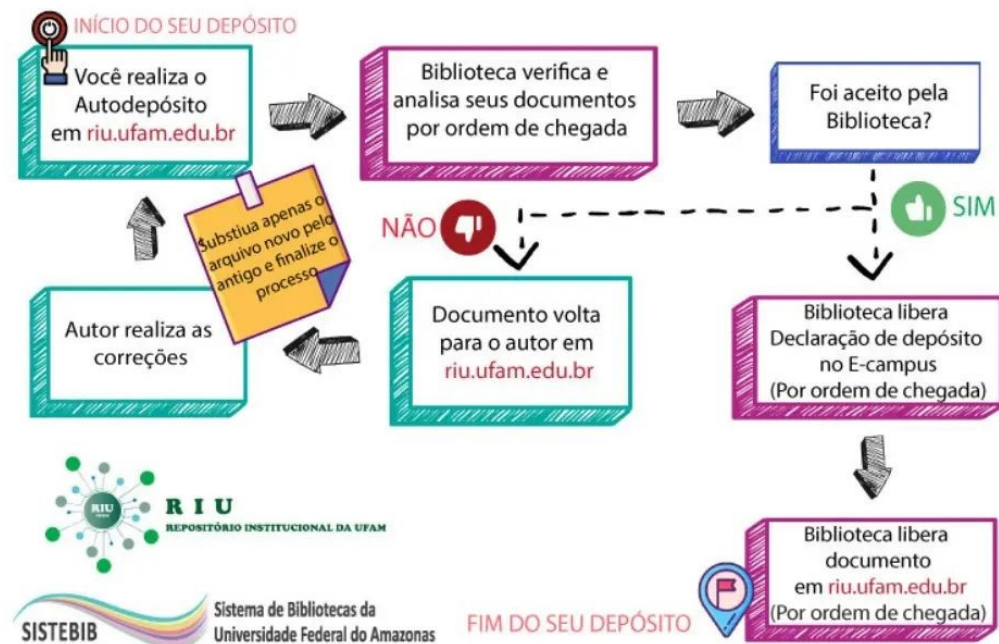 INÍCIO DO SEU DEPÓSITO
Você realiza o
Autodepósito
em riu.ufam.edu.br
Biblioteca verifica e
analisa seus documentos
por ordem de chegada
Foi aceito pela
Biblioteca?
NÃO
SIM
Substiua apenas o
arquivo novo pelo
antigo e finalize o
processo
Autor realiza as
correções
Documento volta
para o autor em
riu.ufam.edu.br
Biblioteca libera
Declaração de depósito
no E-campus
(Por ordem de chegada)
RIU
R I U
REPOSITÓRIO INSTITUCIONAL DA UFAM
Biblioteca libera
documento
em riu.ufam.edu.br
(Por ordem de chegada)
SISTEBIB
Sistema de Bibliotecas da
Universidade Federal do Amazonas
FIM DO SEU DEPÓSITO